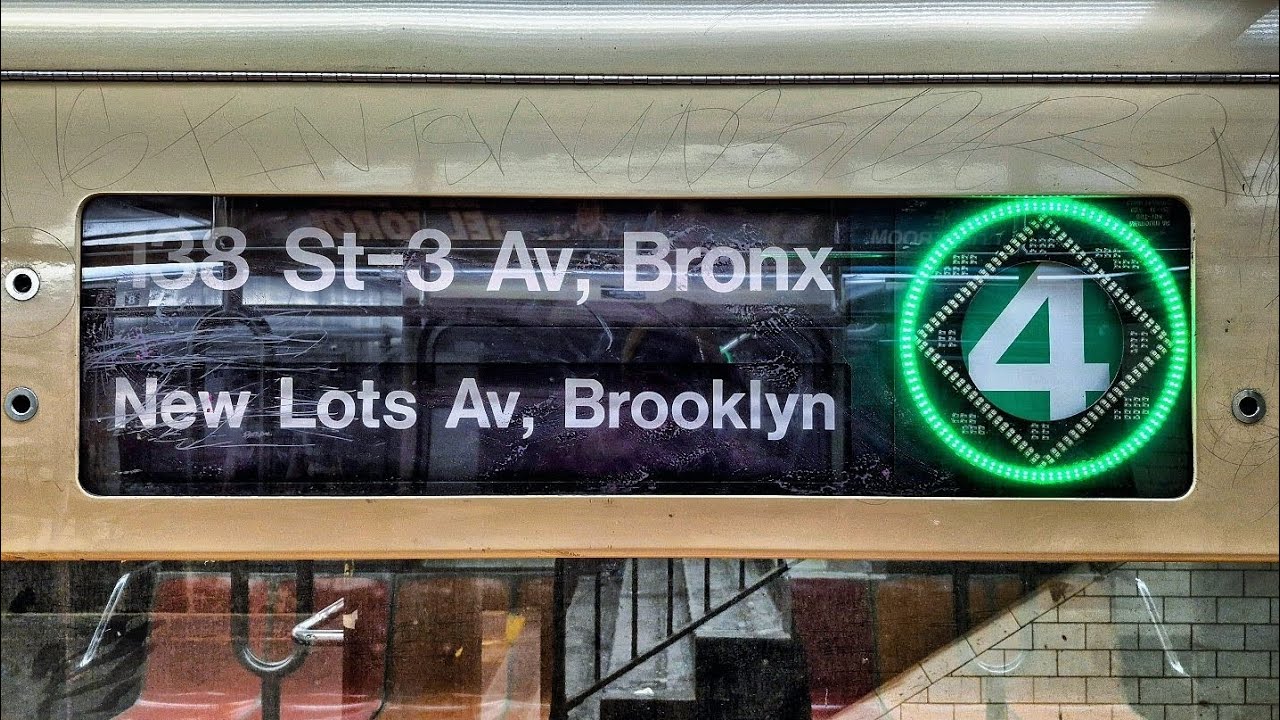 138 St-3 Av, Bronx
New Lots Av, Brooklyn
4